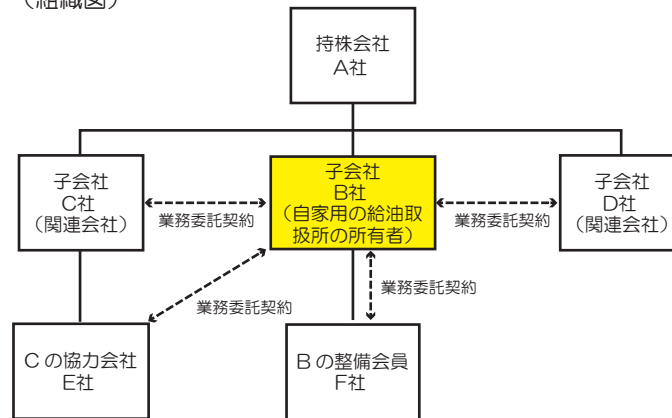 （組織図）
持株会社
A社
子会社
C社
（関連会社）
業務委託契約
子会社
B社
（自家用の給油取
扱所の所有者）
業務委託契約
子会社
D社
（関連会社）
業務委託契約
業務委託契約
Cの協力会社
E社
Bの整備会員
F社